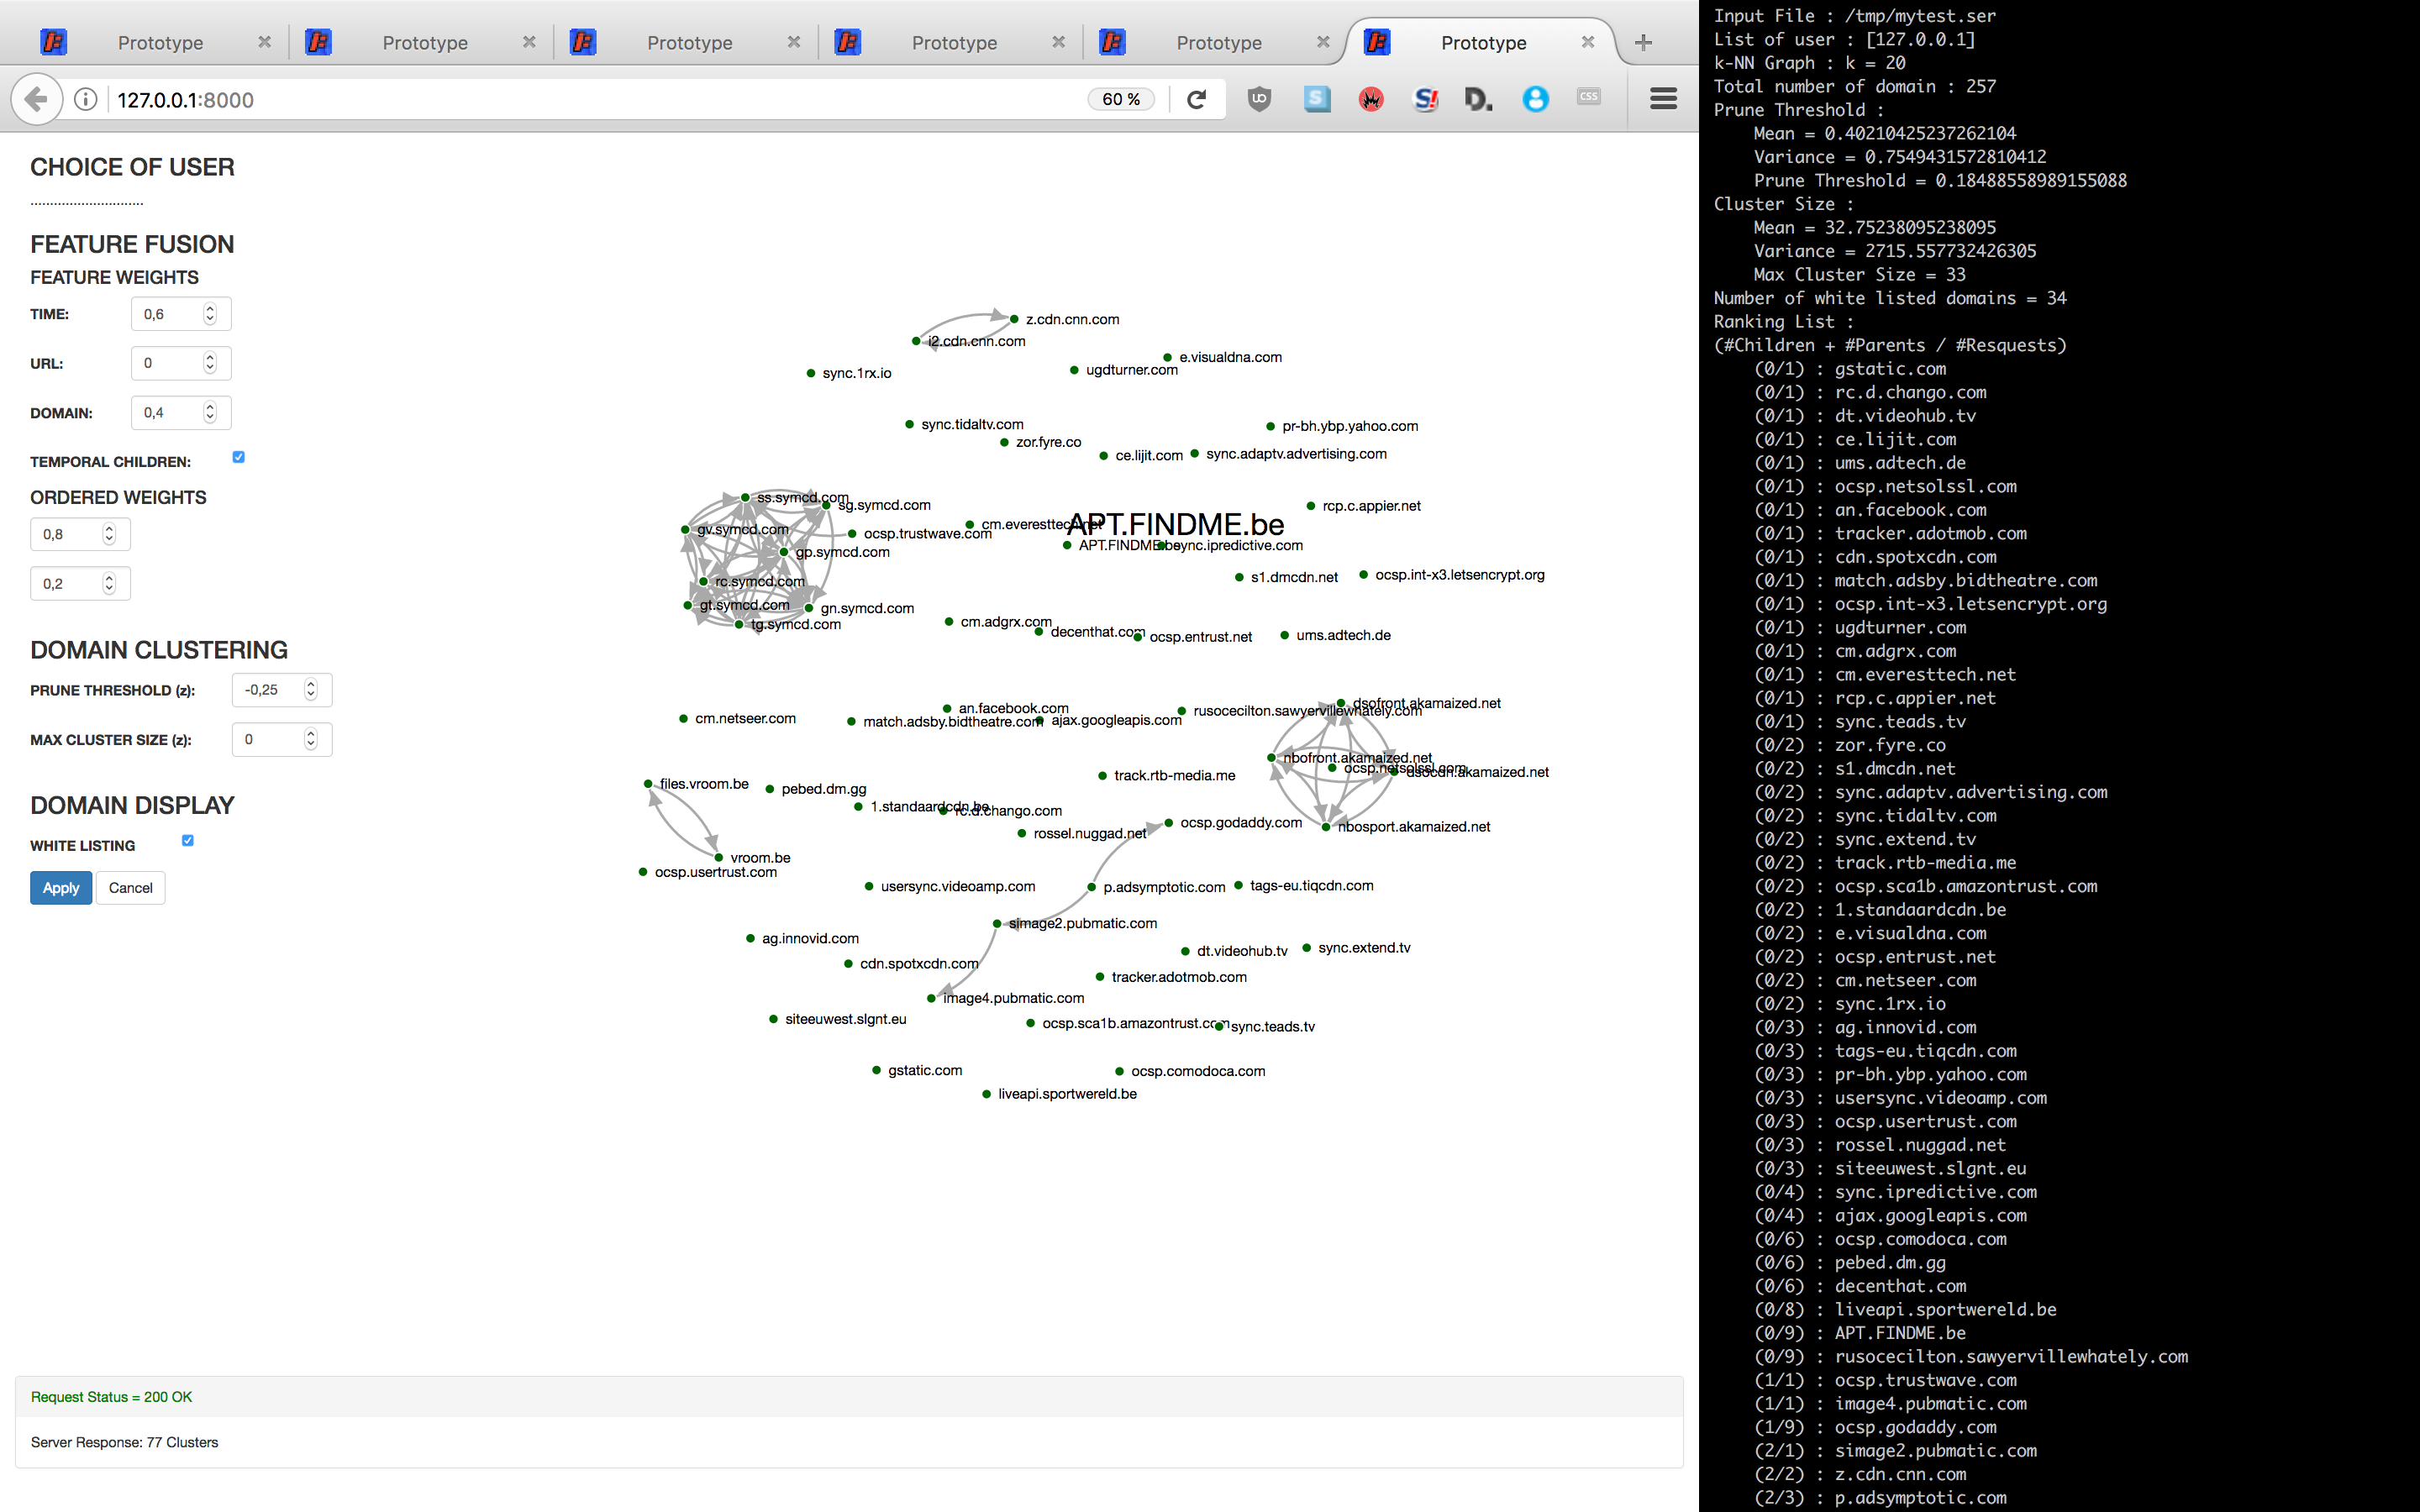 Prototype
Prototype
Prototype
Prototype
Prototype
Prototype
127.0.0.1:8000
60 %
CHOICE OF USER
.............................
FEATURE FUSION
FEATURE WEIGHTS
TIME: 0,6
URL: 0
DOMAIN: 0,4
TEMPORAL CHILDREN:
ORDERED WEIGHTS
0,8
0,2
DOMAIN CLUSTERING
PRUNE THRESHOLD (z): -0,25
MAX CLUSTER SIZE (z): 0
DOMAIN DISPLAY
WHITE LISTING
Apply Cancel
z.cdn.cnn.com
i2.cdn.cnn.com
e.visualdna.com
sync.1rx.io
ugdturner.com
sync.tidaltv.com
pr-bh.ybp.yahoo.com
zor.fyre.co
ce.lijit.com
sync.adaptv.advertising.com
ss.symcd.com
sg.symcd.com
rcp.c.appier.net
APT.FINDME.be
cm.everesttech.net
gv.symcd.com
ocsp.trustwave.com
APT.FINDME.be
sync.ipredictive.com
gp.symcd.com
rc.symcd.com
s1.dmcdn.net
ocsp.int-x3.letsencrypt.org
gt.symcd.com
gn.symcd.com
tg.symcd.com
cm.adgrx.com
decenthat.com
ocsp.entrust.net
ums.adtech.de
dsofront.akamaized.net
an.facebook.com
rusocecilton.sawyervillewhately.com
cm.netseer.com
match.adsby.bidtheatre.com
ajax.googleapis.com
nbofront.akamaized.net
ocsp.netsolssl.com
dsocdn.akamaized.net
track.rtb-media.me
files.vroom.be
pebed.dm.gg
1.standaardcdn.be
rc.d.chango.com
ocsp.godaddy.com
nbosport.akamaized.net
rossel.nuggad.net
vroom.be
ocsp.usertrust.com
usersync.videoamp.com
p.adsymptotic.com
tags-eu.tiqcdn.com
simage2.pubmatic.com
ag.innovid.com
dt.videohub.tv
sync.extend.tv
cdn.spotxcdn.com
tracker.adotmob.com
image4.pubmatic.com
siteeuwest.slgnt.eu
ocsp.sca1b.amazontrust.com
sync.teads.tv
gstatic.com
ocsp.comodoca.com
liveapi.sportwereld.be
Request Status = 200 OK
Server Response: 77 Clusters
Input File : /tmp/mytest.ser
List of user : [127.0.0.1]
k-NN Graph : k = 20
Total number of domain : 257
Prune Threshold :
Mean = 0.40210425237262104
Variance = 0.7549431572810412
Prune Threshold = 0.18488558989155088
Cluster Size :
Mean = 32.75238095238095
Variance = 2715.557732426305
Max Cluster Size = 33
Number of white listed domains = 34
Ranking List :
(#Children + #Parents / #Resquests)
(0/1) : gstatic.com
(0/1) : rc.d.chango.com
(0/1) : dt.videohub.tv
(0/1) : ce.lijit.com
(0/1) : ums.adtech.de
(0/1) : ocsp.netsolssl.com
(0/1) : an.facebook.com
(0/1) : tracker.adotmob.com
(0/1) : cdn.spotxcdn.com
(0/1) : match.adsby.bidtheatre.com
(0/1) : ocsp.int-x3.letsencrypt.org
(0/1) : ugdturner.com
(0/1) : cm.adgrx.com
(0/1) : cm.everesttech.net
(0/1) : rcp.c.appier.net
(0/1) : sync.teads.tv
(0/2) : zor.fyre.co
(0/2) : s1.dmcdn.net
(0/2) : sync.adaptv.advertising.com
(0/2) : sync.tidaltv.com
(0/2) : sync.extend.tv
(0/2) : track.rtb-media.me
(0/2) : ocsp.sca1b.amazontrust.com
(0/2) : 1.standaardcdn.be
(0/2) : e.visualdna.com
(0/2) : ocsp.entrust.net
(0/2) : cm.netseer.com
(0/2) : sync.1rx.io
(0/3) : ag.innovid.com
(0/3) : tags-eu.tiqcdn.com
(0/3) : pr-bh.ybp.yahoo.com
(0/3) : usersync.videoamp.com
(0/3) : ocsp.usertrust.com
(0/3) : rossel.nuggad.net
(0/3) : siteeuwest.slgnt.eu
(0/4) : sync.ipredictive.com
(0/4) : ajax.googleapis.com
(0/6) : ocsp.comodoca.com
(0/6) : pebed.dm.gg
(0/6) : decenthat.com
(0/8) : liveapi.sportwereld.be
(0/9) : APT.FINDME.be
(0/9) : rusocecilton.sawyervillewhately.com
(1/1) : ocsp.trustwave.com
(1/1) : image4.pubmatic.com
(1/9) : ocsp.godaddy.com
(2/1) : simage2.pubmatic.com
(2/2) : z.cdn.cnn.com
(2/3) : p.adsymptotic.com